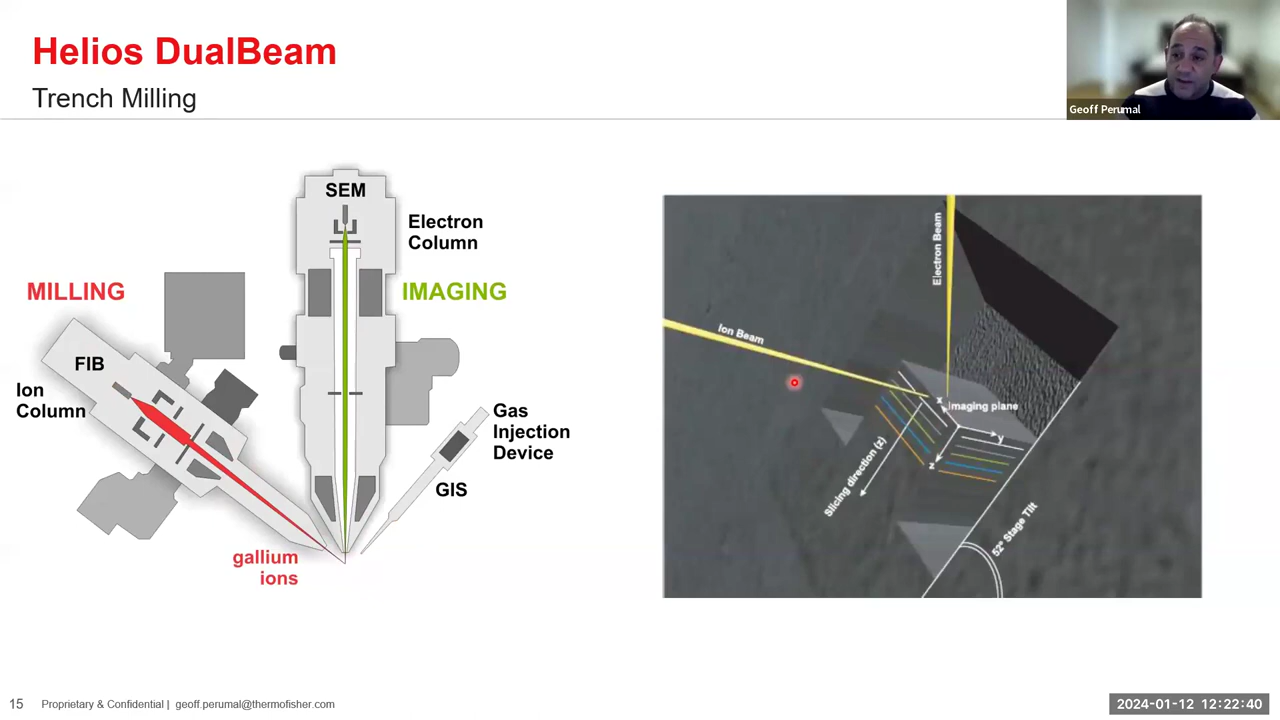 Helios DualBeam
Trench Milling
Geoff Perumal
SEM
Electron
Column
MILLING
IMAGING
FIB
Ion
Column
Gas
Injection
Device
GIS
gallium
ions
Electron Beam
Ion Beam
x
Imaging plane
y
z
Slicing direction (z)
52° Stage Tilt
15
Proprietary & Confidential | geoff.perumal@thermofisher.com
2024-01-12 12:22:40